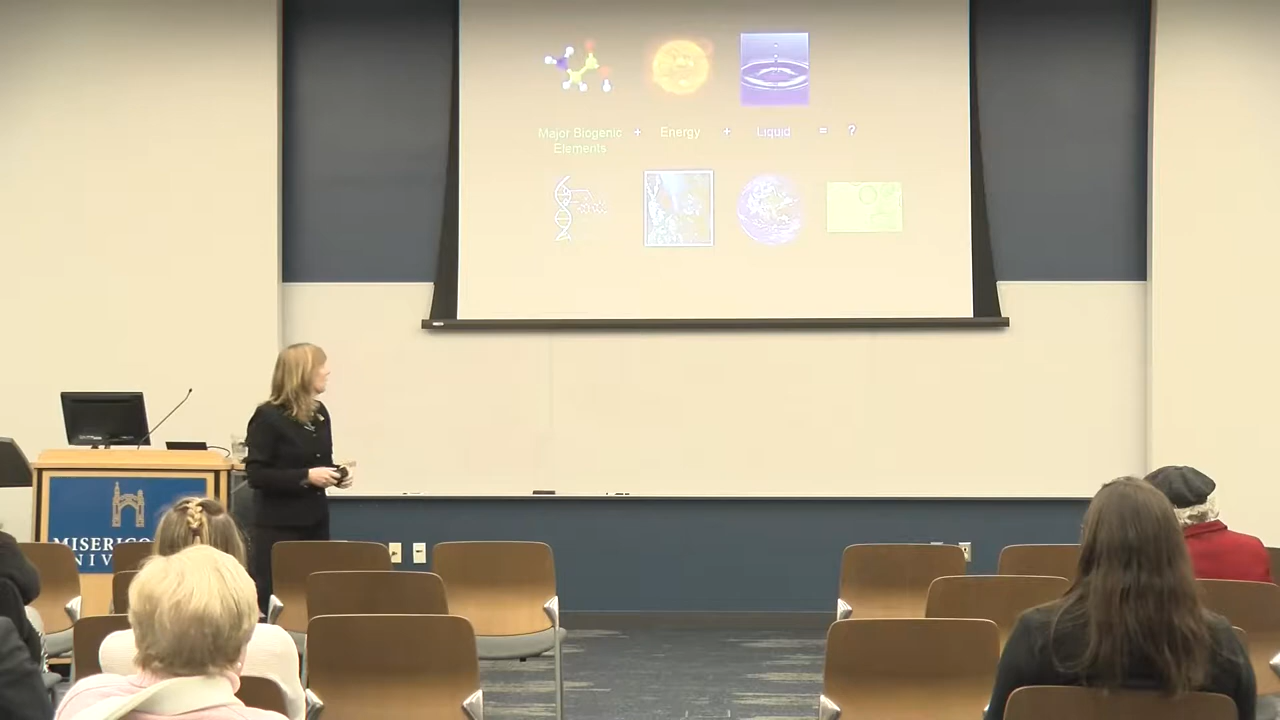 Major Biogenic + Energy + Liquid = ?
Elements
MISERICO
NIV